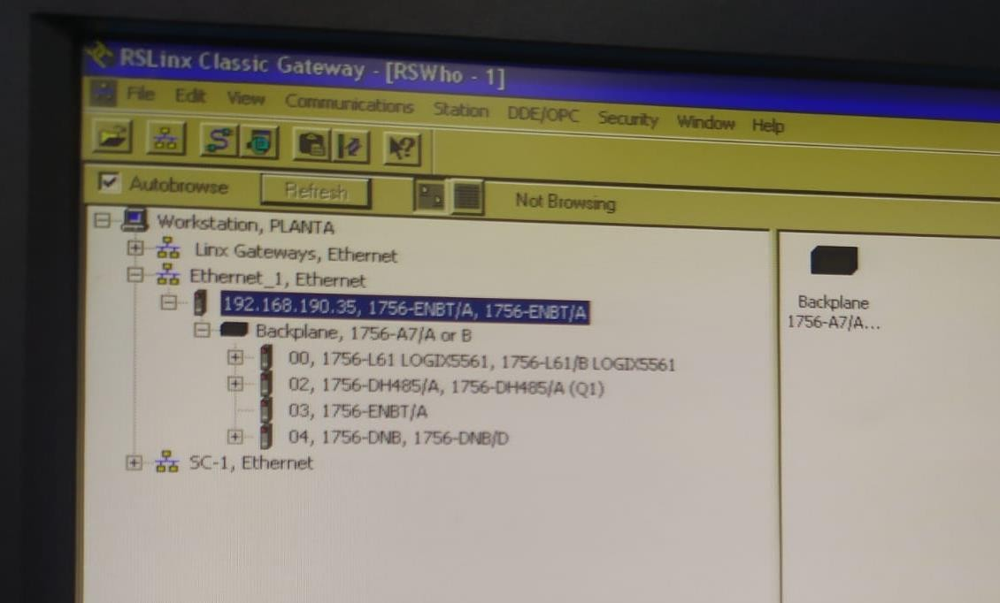 RSLinx Classic Gateway - [RSWho - 1]
File Edit View Communications Station DDE/OPC Security Window Help
Autobrowse Refresh Not Browsing
Workstation, PLANTA
Linx Gateways, Ethernet
Ethernet_1, Ethernet
192.168.190.35, 1756-ENBT/A, 1756-ENBT/A
Backplane, 1756-A7/A or B
00, 1756-L61 LOGIX5561, 1756-L61/B LOGIX5561
02, 1756-DH485/A, 1756-DH485/A (Q1)
03, 1756-ENBT/A
04, 1756-DNB, 1756-DNB/D
SC-1, Ethernet
Backplane
1756-A7/A...